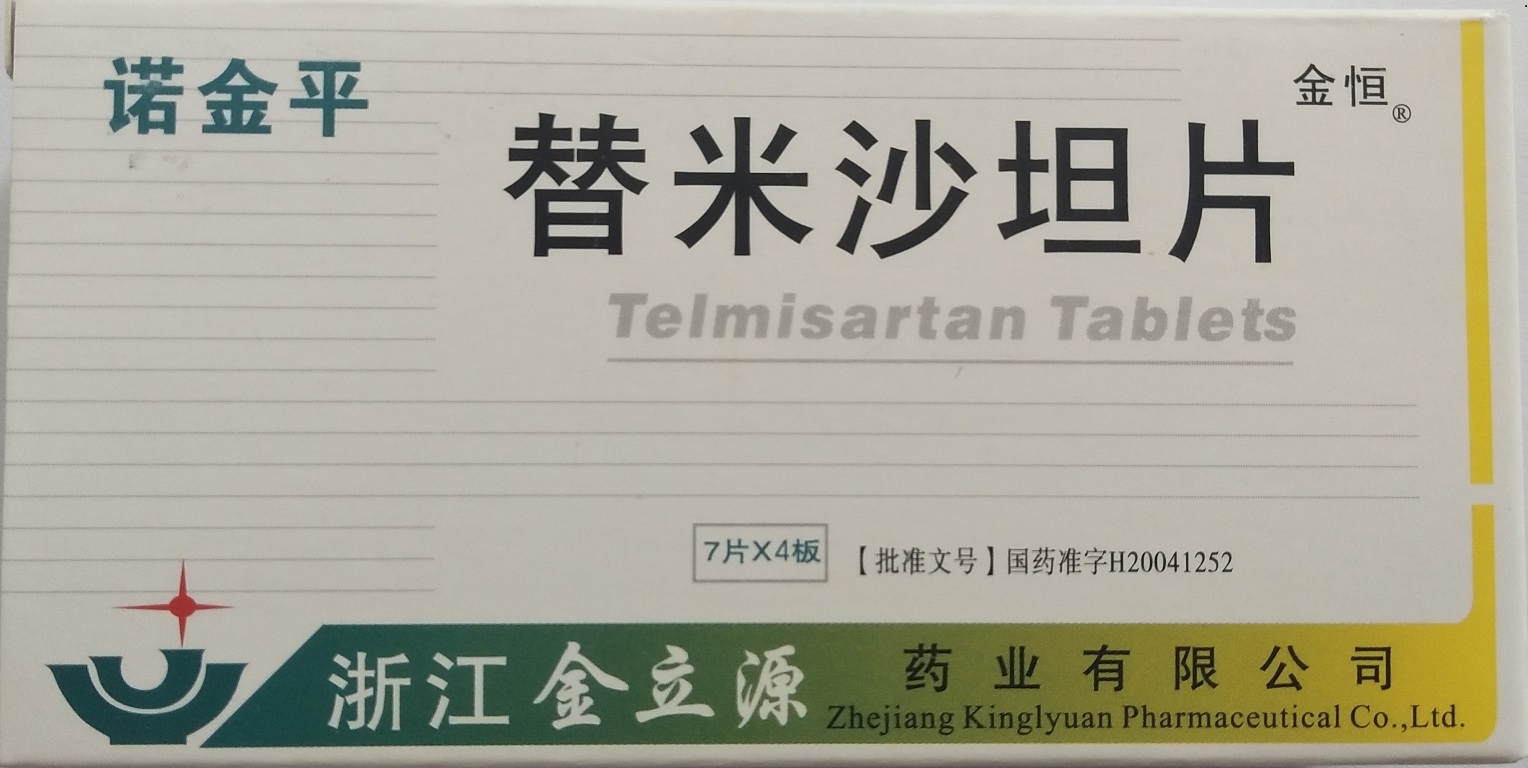 诺金平
金恒®
替米沙坦片
Telmisartan Tablets
7片X4板
【批准文号】国药准字H20041252
浙江金立源药业有限公司
Zhejiang Kinglyuan Pharmaceutical Co.,Ltd.